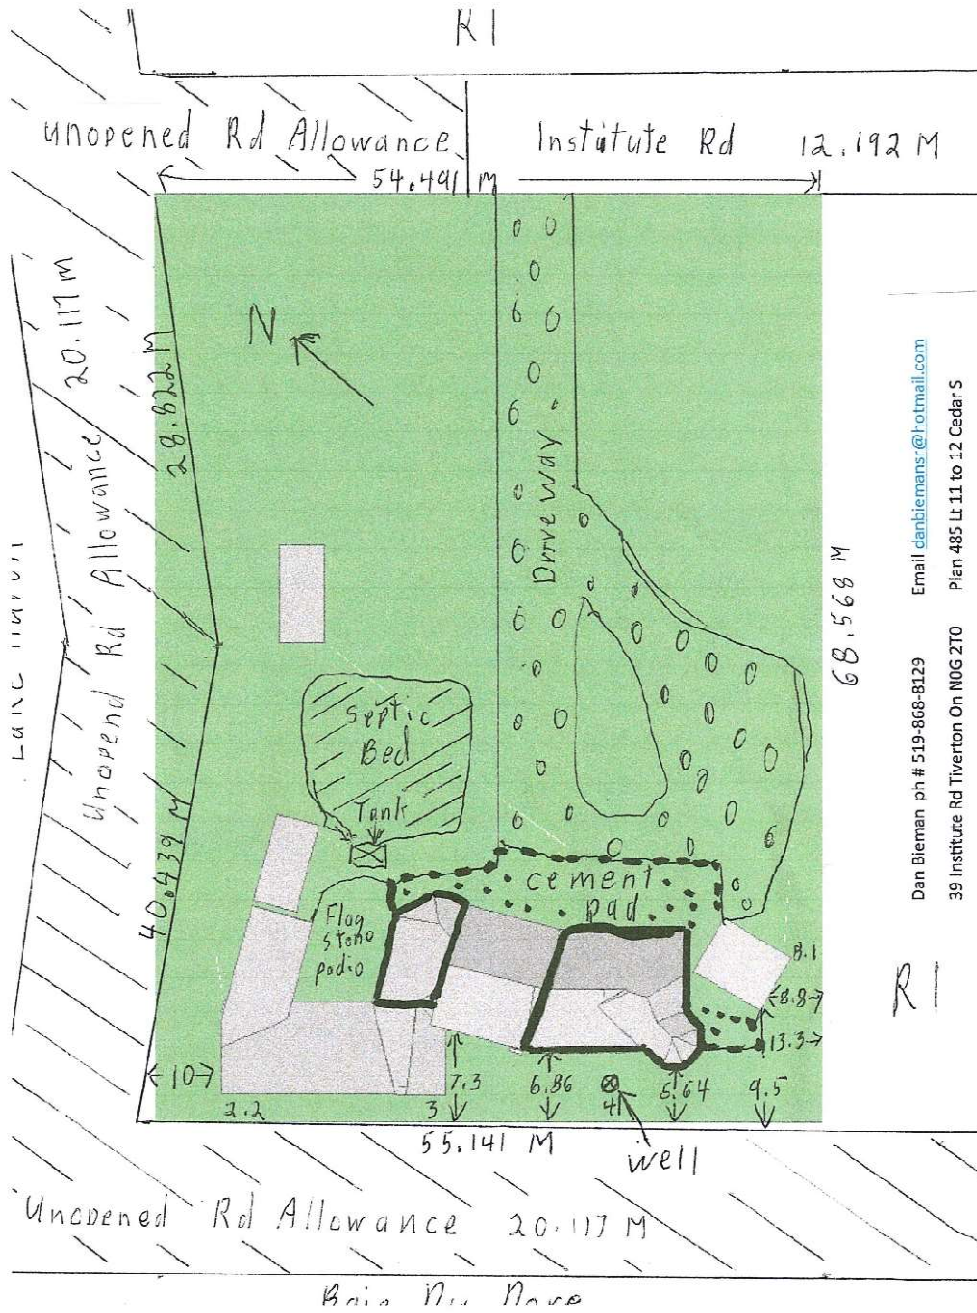 R1
Unopened Rd Allowance
Institute Rd 12.192 M
54.491 M
20.117 m
Unopend Rd Allowance
28.822 M
N
Driveway
68.568 M
Email danbiemansr@hotmail.com
Plan 485 Lt 11 to 12 Cedar S
Dan Bieman ph # 519-868-8129
39 Institute Rd Tiverton On N0G 2T0
Septic
Bed
Tank
40.439 M
cement
pad
Flag
stone
padio
8.1
8.8
R1
13.3
10
7.3
6.86
5.64
9.5
2.2
3
4
55.141 M
well
Unopened Rd Allowance 20.117 M